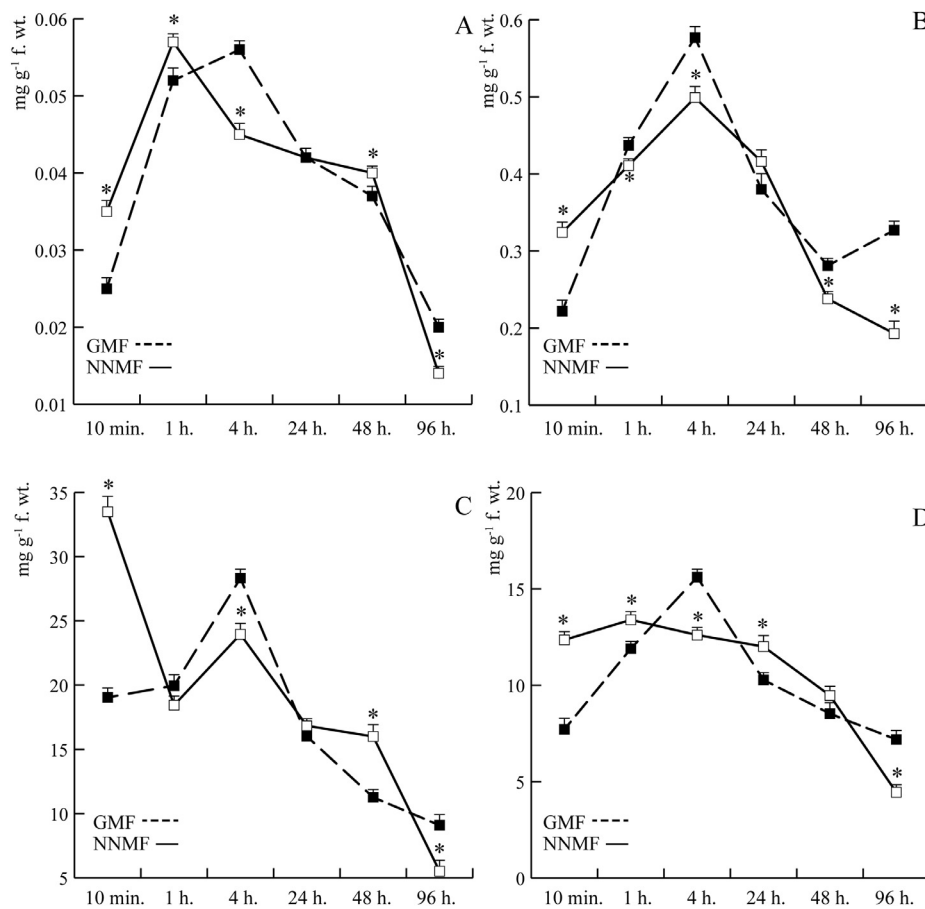 A
mg g⁻¹ f. wt.
0.06
0.05
0.04
0.03
0.02
0.01
* * * * *
GMF
NNMF
10 min. 1 h. 4 h. 24 h. 48 h. 96 h.
B
mg g⁻¹ f. wt.
0.6
0.5
0.4
0.3
0.2
0.1
* * * * *
GMF
NNMF
10 min. 1 h. 4 h. 24 h. 48 h. 96 h.
C
mg g⁻¹ f. wt.
35
30
25
20
15
10
5
* * * *
GMF
NNMF
10 min. 1 h. 4 h. 24 h. 48 h. 96 h.
D
mg g⁻¹ f. wt.
20
15
10
5
0
* * * * *
GMF
NNMF
10 min. 1 h. 4 h. 24 h. 48 h. 96 h.